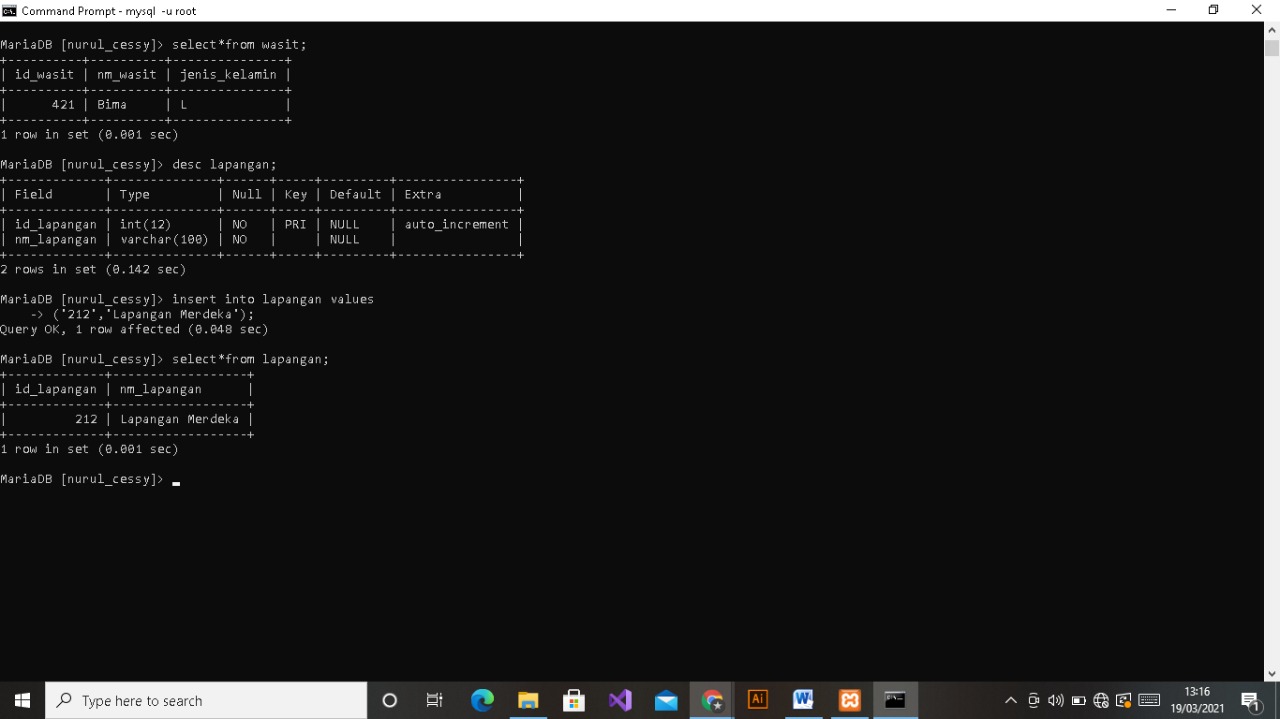 Command Prompt - mysql -u root
MariaDB [nurul_cessy]> select*from wasit;
+----------+----------+---------------+
| id_wasit | nm_wasit | jenis_kelamin |
+----------+----------+---------------+
|      421 | Bima     | L             |
+----------+----------+---------------+
1 row in set (0.001 sec)
MariaDB [nurul_cessy]> desc lapangan;
+-------------+--------------+------+-----+---------+----------------+
| Field       | Type         | Null | Key | Default | Extra          |
+-------------+--------------+------+-----+---------+----------------+
| id_lapangan | int(12)      | NO   | PRI | NULL    | auto_increment |
| nm_lapangan | varchar(100) | NO   |     | NULL    |                |
+-------------+--------------+------+-----+---------+----------------+
2 rows in set (0.142 sec)
MariaDB [nurul_cessy]> insert into lapangan values
    -> ('212','Lapangan Merdeka');
Query OK, 1 row affected (0.048 sec)
MariaDB [nurul_cessy]> select*from lapangan;
+-------------+------------------+
| id_lapangan | nm_lapangan      |
+-------------+------------------+
|         212 | Lapangan Merdeka |
+-------------+------------------+
1 row in set (0.001 sec)
MariaDB [nurul_cessy]> _
Type here to search
Ai
W
13:16
19/03/2021
1